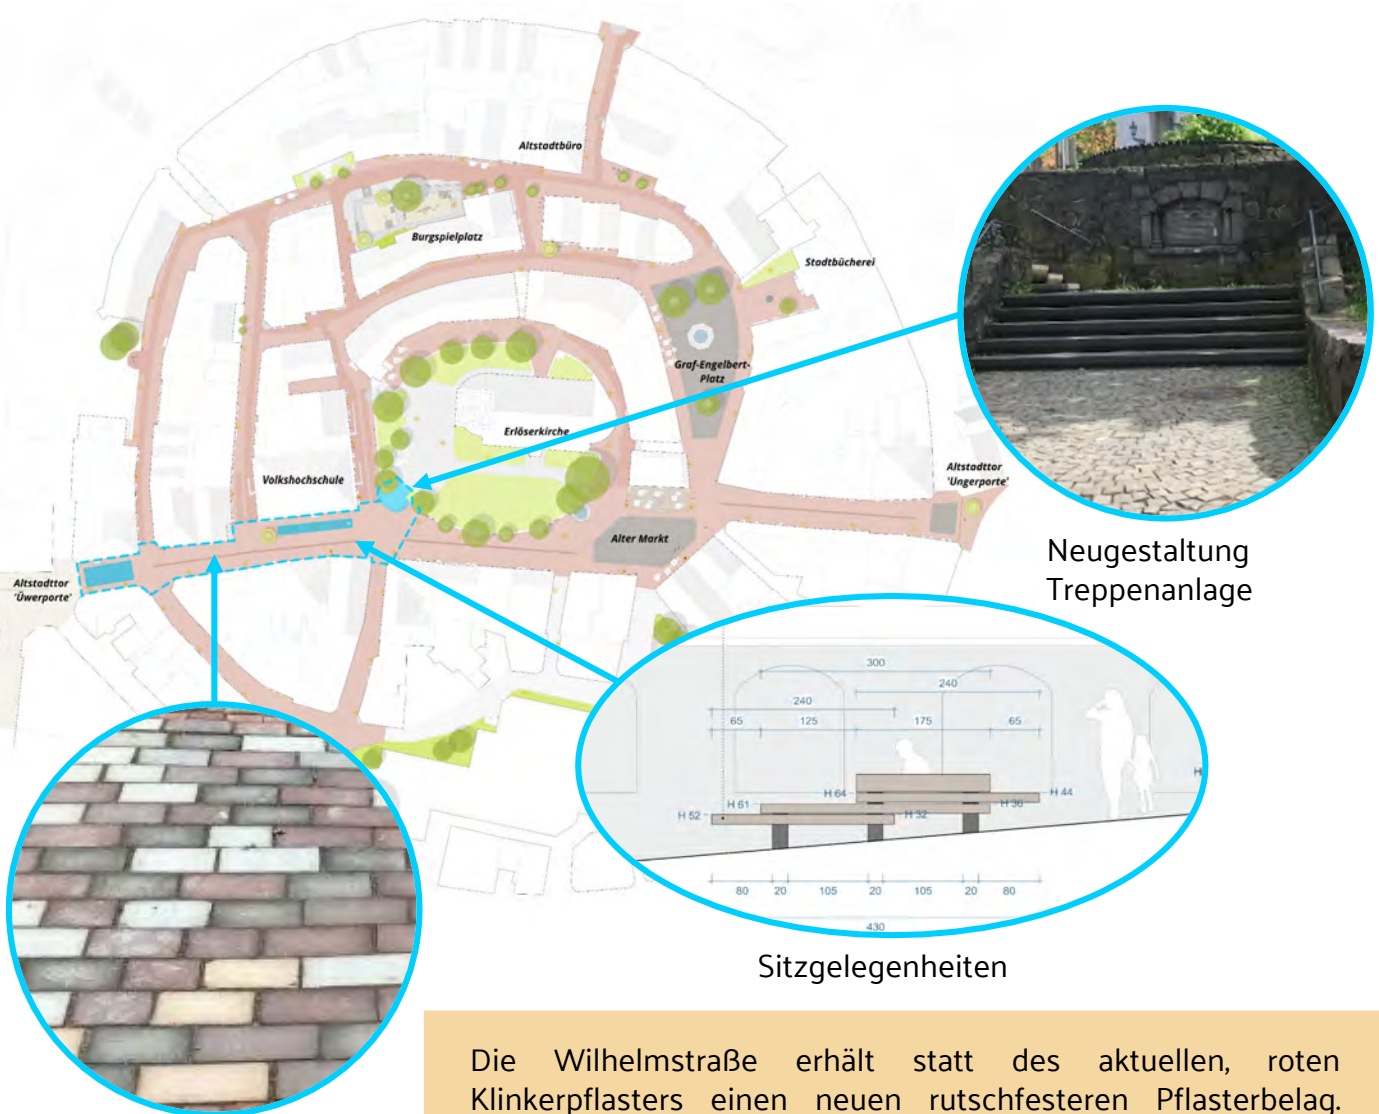 Altstadtbüro
Burgspielplatz
Stadtbücherei
Graf-Engelbert-
Platz
Erlöserkirche
Volkshochschule
Altstadttor
'Ungerporte'
Alter Markt
Altstadttor
'Üwerporte'
Neugestaltung
Treppenanlage
300
240
240
65 125 175 65
H 64 H 44
H 61 H 36
H 52 H 32
H
80 20 105 20 105 20 80
430
Sitzgelegenheiten
Die Wilhelmstraße erhält statt des aktuellen, roten
Klinkerpflasters einen neuen rutschfesteren Pflasterbelag.